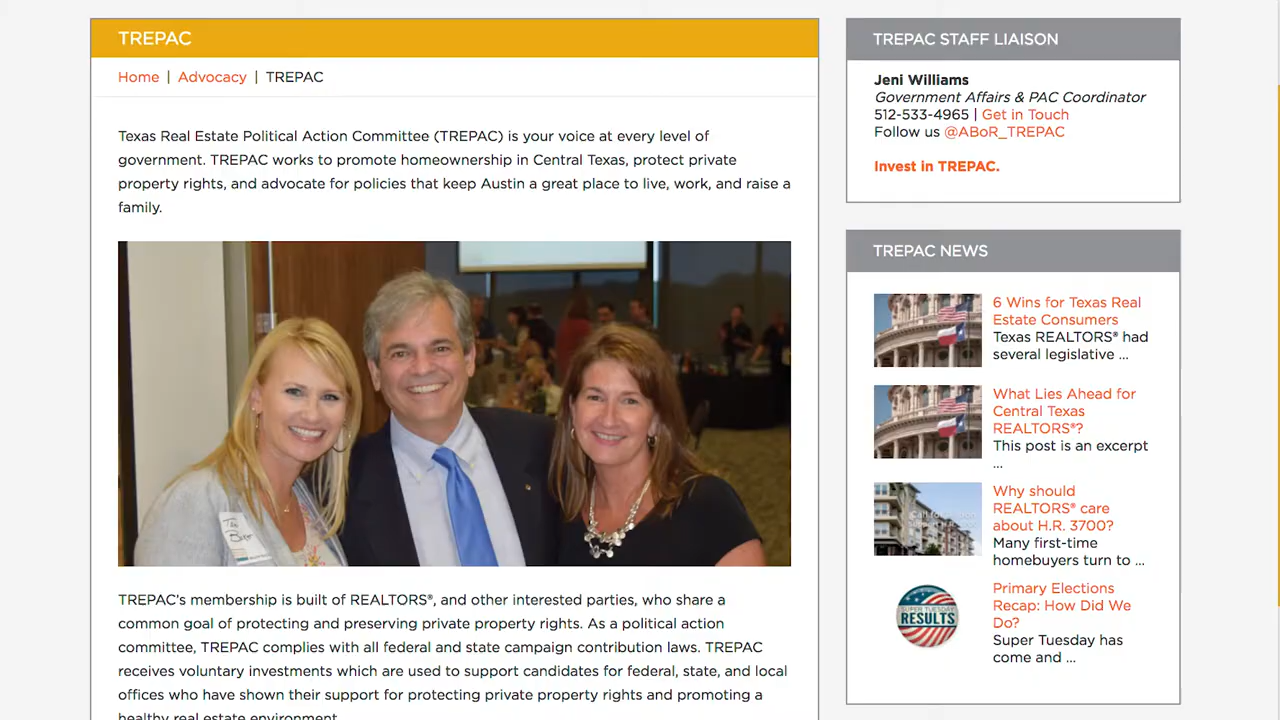 TREPAC
Home | Advocacy | TREPAC
Texas Real Estate Political Action Committee (TREPAC) is your voice at every level of
government. TREPAC works to promote homeownership in Central Texas, protect private
property rights, and advocate for policies that keep Austin a great place to live, work, and raise a
family.
TREPAC's membership is built of REALTORS®, and other interested parties, who share a
common goal of protecting and preserving private property rights. As a political action
committee, TREPAC complies with all federal and state campaign contribution laws. TREPAC
receives voluntary investments which are used to support candidates for federal, state, and local
offices who have shown their support for protecting private property rights and promoting a
healthy real estate environment.
TREPAC STAFF LIAISON
Jeni Williams
Government Affairs & PAC Coordinator
512-533-4965 | Get in Touch
Follow us @ABoR_TREPAC
Invest in TREPAC.
TREPAC NEWS
6 Wins for Texas Real
Estate Consumers
Texas REALTORS® had
several legislative ...
What Lies Ahead for
Central Texas
REALTORS®?
This post is an excerpt
...
Why should
REALTORS® care
about H.R. 3700?
Many first-time
homebuyers turn to ...
SUPER TUESDAY
RESULTS
Primary Elections
Recap: How Did We
Do?
Super Tuesday has
come and ...